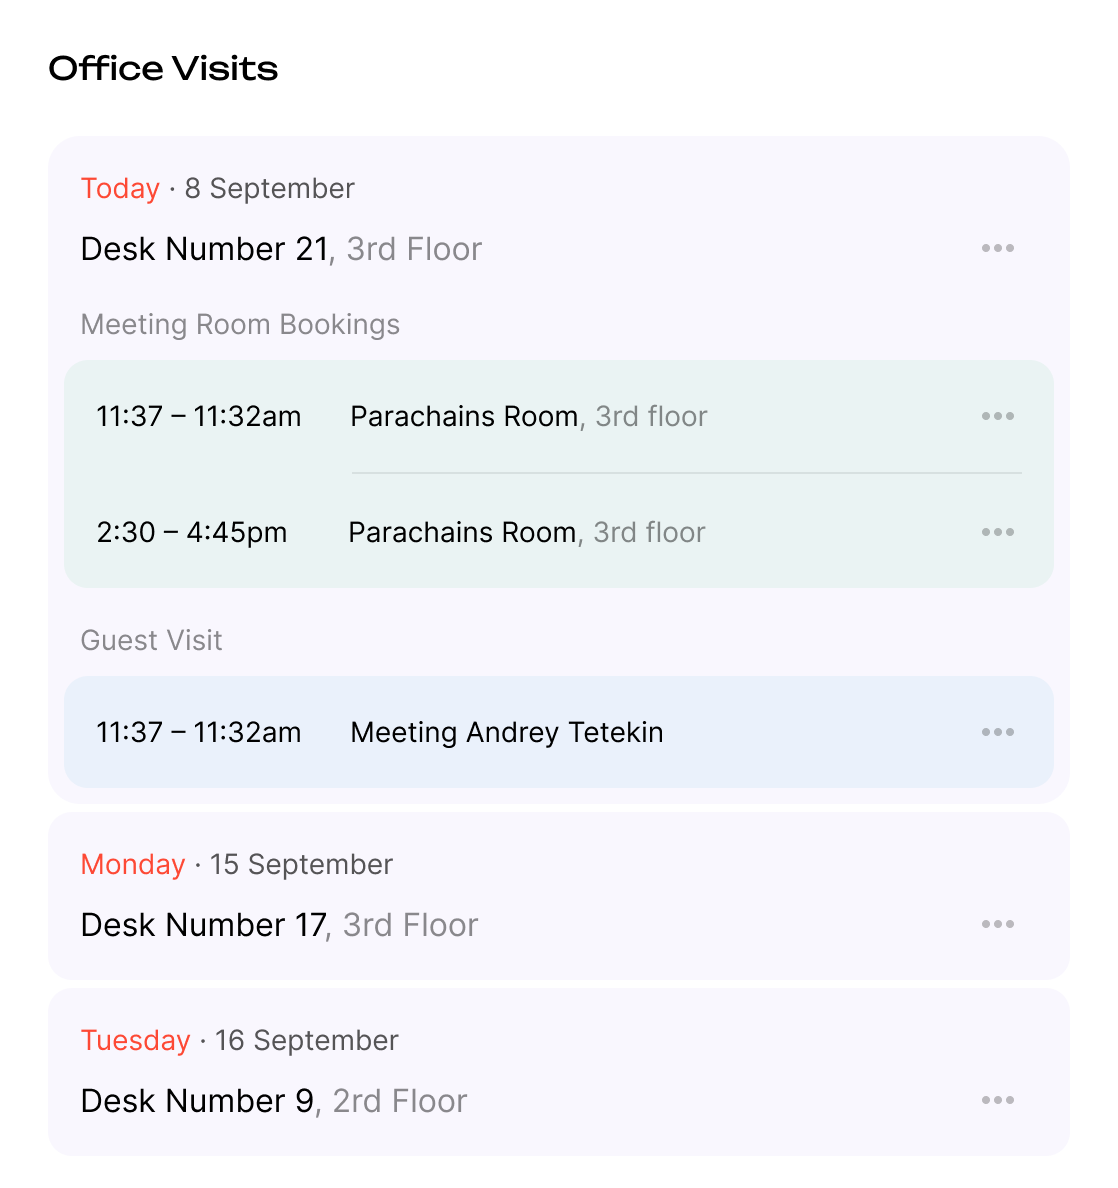 Office Visits
Today · 8 September
Desk Number 21, 3rd Floor
Meeting Room Bookings
11:37 – 11:32am Parachains Room, 3rd floor
2:30 – 4:45pm Parachains Room, 3rd floor
Guest Visit
11:37 – 11:32am Meeting Andrey Tetekin
Monday · 15 September
Desk Number 17, 3rd Floor
Tuesday · 16 September
Desk Number 9, 2rd Floor